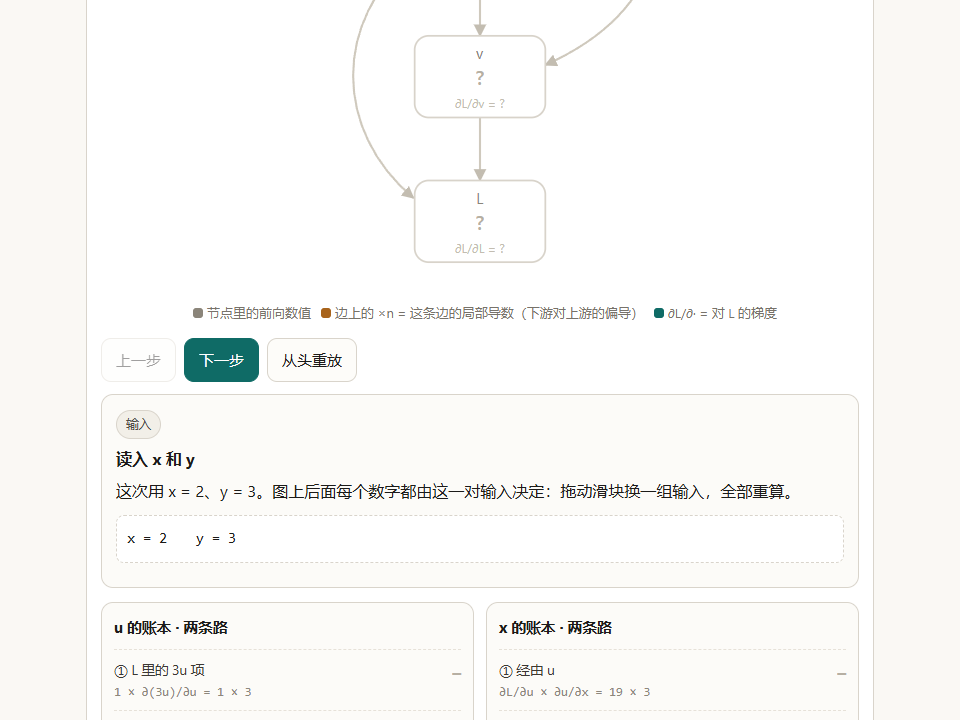 v
?
∂L/∂v = ?
L
?
∂L/∂L = ?
节点里的前向数值 边上的 ×n = 这条边的局部导数（下游对上游的偏导） ∂L/∂· = 对 L 的梯度
上一步 下一步 从头重放
输入
读入 x 和 y
这次用 x = 2、y = 3。图上后面每个数字都由这一对输入决定：拖动滑块换一组输入，全部重算。
x = 2 y = 3
u 的账本 · 两条路
① L 里的 3u 项 —
1 × ∂(3u)/∂u = 1 × 3
x 的账本 · 两条路
① 经由 u —
∂L/∂u × ∂u/∂x = 19 × 3